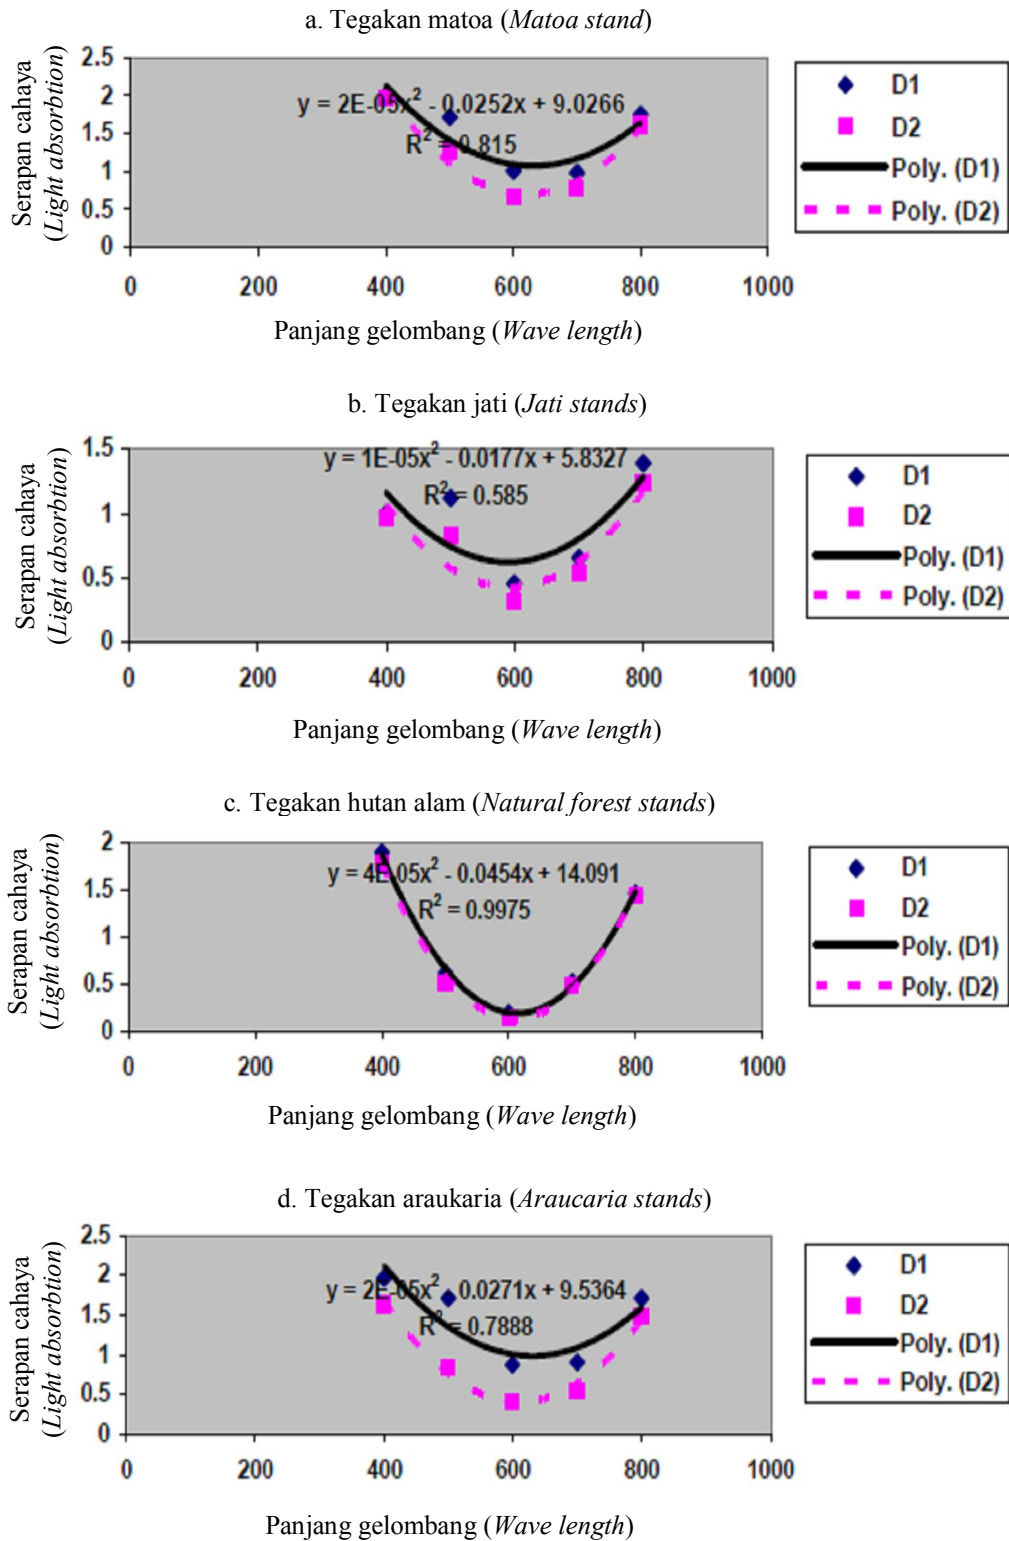 a. Tegakan matoa (Matoa stand)
Serapan cahaya
(Light absorbtion)
2.5
2
1.5
1
0.5
0
y = 2E-05x² - 0.0252x + 9.0266
R² = 0.815
0 200 400 600 800 1000
Panjang gelombang (Wave length)
D1
D2
Poly. (D1)
Poly. (D2)
b. Tegakan jati (Jati stands)
Serapan cahaya
(Light absorbtion)
1.5
1
0.5
0
y = 1E-05x² - 0.0177x + 5.8327
R² = 0.585
0 200 400 600 800 1000
Panjang gelombang (Wave length)
D1
D2
Poly. (D1)
Poly. (D2)
c. Tegakan hutan alam (Natural forest stands)
Serapan cahaya
(Light absorbtion)
2
1.5
1
0.5
0
y = 4E-05x² - 0.0454x + 14.091
R² = 0.9975
0 200 400 600 800 1000
Panjang gelombang (Wave length)
D1
D2
Poly. (D1)
Poly. (D2)
d. Tegakan araukaria (Araucaria stands)
Serapan cahaya
(Light absorbtion)
2.5
2
1.5
1
0.5
0
y = 2E-05x² - 0.0271x + 9.5364
R² = 0.7888
0 200 400 600 800 1000
Panjang gelombang (Wave length)
D1
D2
Poly. (D1)
Poly. (D2)